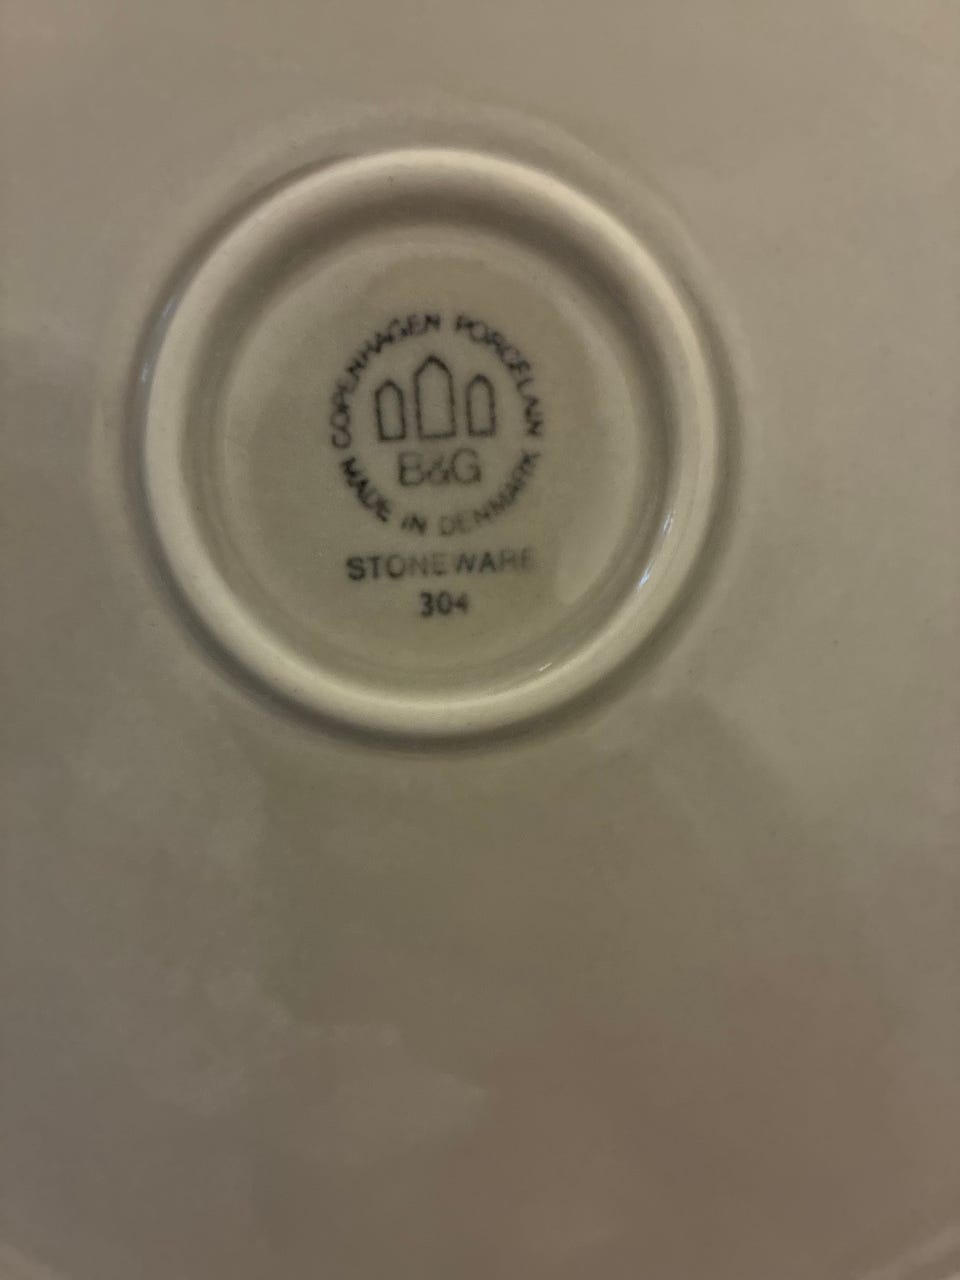 COPENHAGEN PORCELAIN
B&G
MADE IN DENMARK
STONEWARE
304